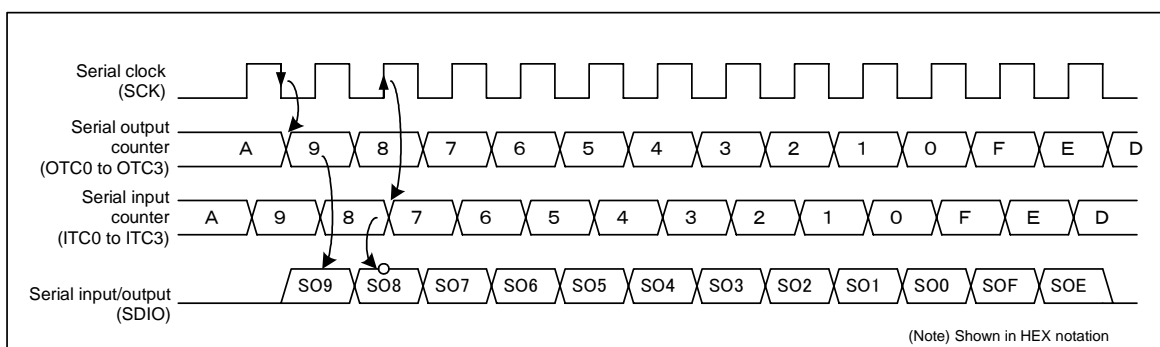 Serial clock
(SCK)
Serial output
counter
(OTC0 to OTC3)
A 9 8 7 6 5 4 3 2 1 0 F E D
Serial input
counter
(ITC0 to ITC3)
A 9 8 7 6 5 4 3 2 1 0 F E D
Serial input/output
(SDIO)
SO9 SO8 SO7 SO6 SO5 SO4 SO3 SO2 SO1 SO0 SOF SOE
(Note) Shown in HEX notation